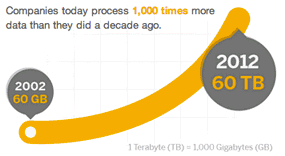 Companies today process 1,000 times more
data than they did a decade ago.
2002
60 GB
2012
60 TB
1 Terabyte (TB) = 1,000 Gigabytes (GB)